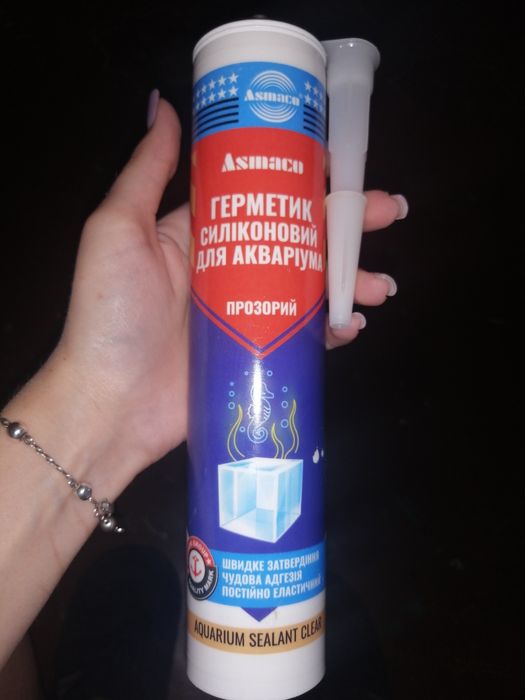 Asmaco
Asmaco
ГЕРМЕТИК
СИЛІКОНОВИЙ
ДЛЯ АКВАРІУМА
ПРОЗОРИЙ
ШВИДКЕ ЗАТВЕРДІННЯ
ЧУДОВА АДГЕЗІЯ
ПОСТІЙНО ЕЛАСТИЧНИЙ
AQUARIUM SEALANT CLEAR